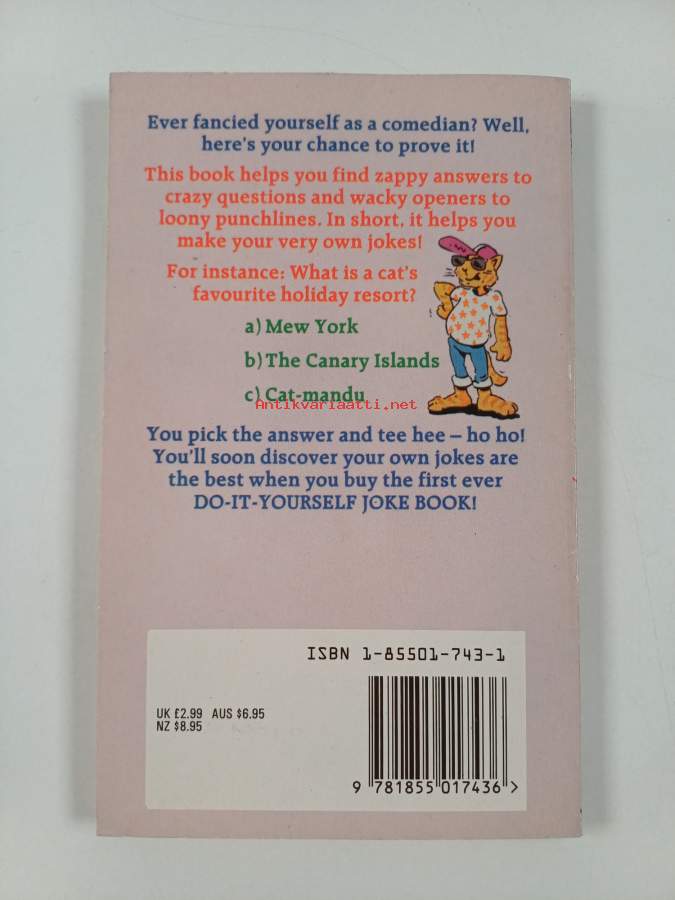 Ever fancied yourself as a comedian? Well,
here's your chance to prove it!
This book helps you find zappy answers to
crazy questions and wacky openers to
loony punchlines. In short, it helps you
make your very own jokes!
For instance: What is a cat's
favourite holiday resort?
a) Mew York
b) The Canary Islands
c) Cat-mandu
Antikvariaatti.net
You pick the answer and tee hee – ho ho!
You'll soon discover your own jokes are
the best when you buy the first ever
DO-IT-YOURSELF JOKE BOOK!
ISBN 1-85501-743-1
UK £2.99 AUS $6.95
NZ $8.95
9 781855 017436 >